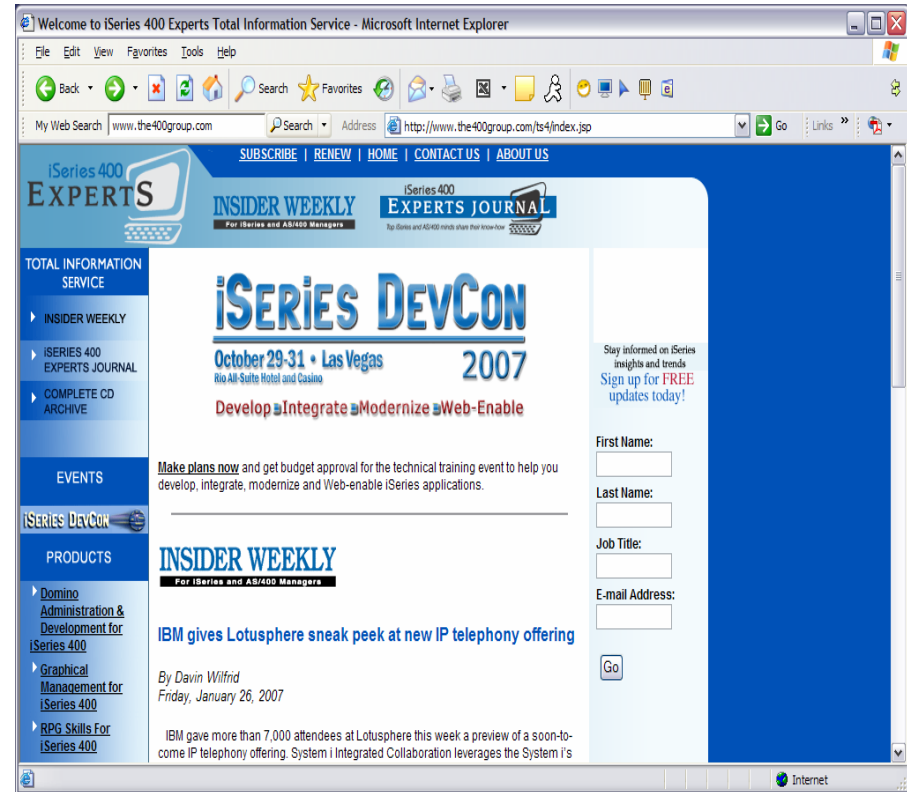 Welcome to iSeries 400 Experts Total Information Service - Microsoft Internet Explorer
File Edit View Favorites Tools Help
Back Search Favorites
My Web Search www.the400group.com Search Address http://www.the400group.com/ts4/index.jsp Go Links »
SUBSCRIBE | RENEW | HOME | CONTACT US | ABOUT US
iSeries 400
EXPERTS
INSIDER WEEKLY
For iSeries and AS/400 Managers
iSeries 400
EXPERTS JOURNAL
Top iSeries and AS/400 minds share their know-how
TOTAL INFORMATION
SERVICE
INSIDER WEEKLY
iSERIES 400
EXPERTS JOURNAL
COMPLETE CD
ARCHIVE
EVENTS
iSERIES DEVCON
PRODUCTS
Domino
Administration &
Development for
iSeries 400
Graphical
Management for
iSeries 400
RPG Skills For
iSeries 400
iSERIES DEVCON
October 29-31 • Las Vegas
Rio All-Suite Hotel and Casino
2007
Develop Integrate Modernize Web-Enable
Make plans now and get budget approval for the technical training event to help you
develop, integrate, modernize and Web-enable iSeries applications.
INSIDER WEEKLY
For iSeries and AS/400 Managers
IBM gives Lotusphere sneak peek at new IP telephony offering
By Davin Wilfrid
Friday, January 26, 2007
IBM gave more than 7,000 attendees at Lotusphere this week a preview of a soon-to-
come IP telephony offering. System i Integrated Collaboration leverages the System i's
Stay informed on iSeries
insights and trends
Sign up for FREE
updates today!
First Name:
Last Name:
Job Title:
E-mail Address:
Go
Internet